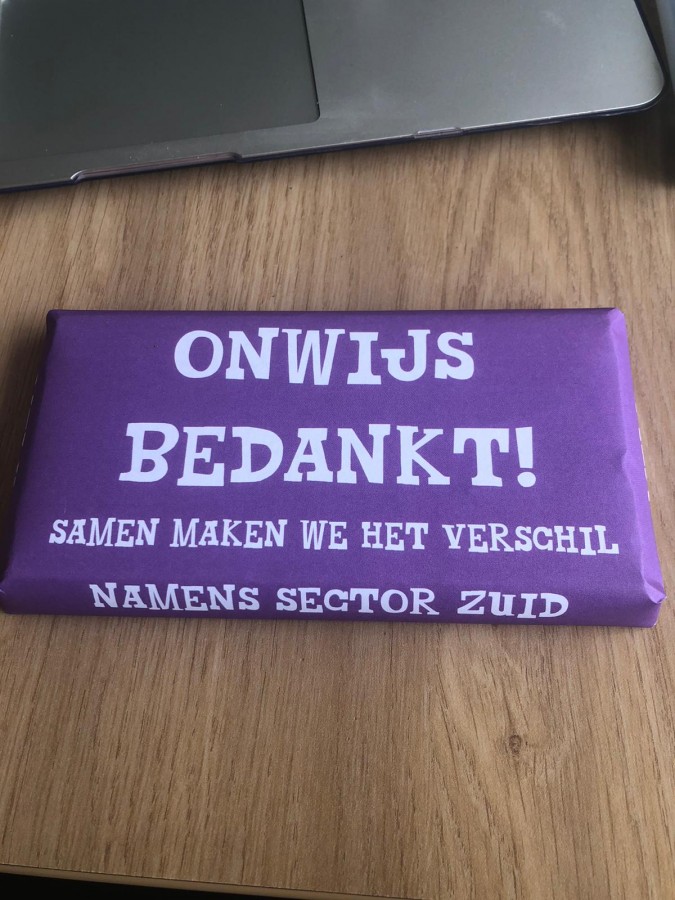 ONWIJS
BEDANKT!
SAMEN MAKEN WE HET VERSCHIL
NAMENS SECTOR ZUID